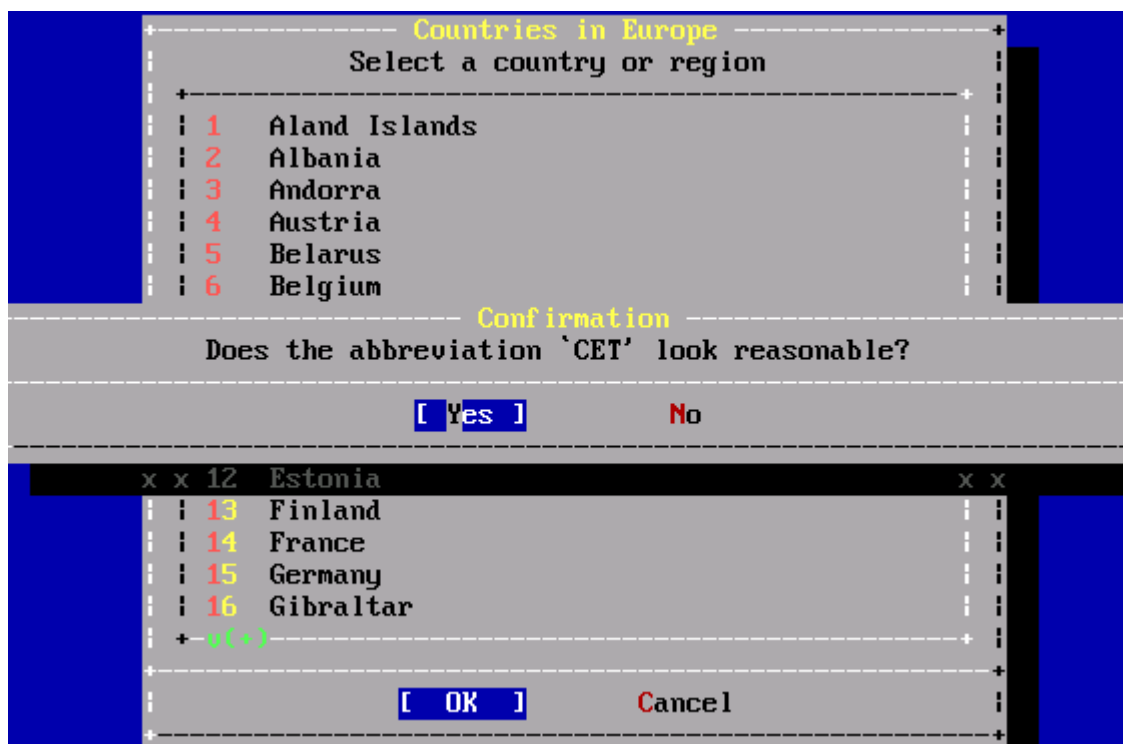 Countries in Europe
Select a country or region
1 Aland Islands
2 Albania
3 Andorra
4 Austria
5 Belarus
6 Belgium
Confirmation
Does the abbreviation `CET' look reasonable?
[ Yes ] No
x x 12 Estonia x x
13 Finland
14 France
15 Germany
16 Gibraltar
v(+)
[ OK ] Cancel